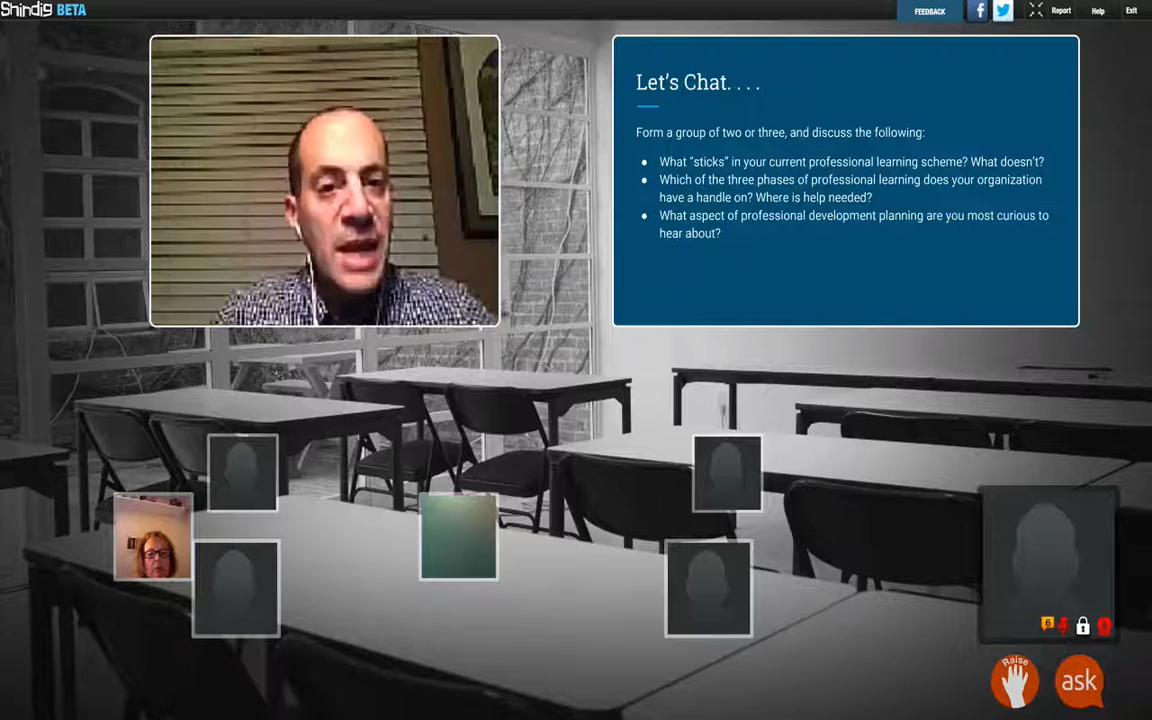 Shindig BETA
FEEDBACK
f
Report
Help
Exit
Let's Chat. . . .
Form a group of two or three, and discuss the following:
● What "sticks" in your current professional learning scheme? What doesn't?
● Which of the three phases of professional learning does your organization
have a handle on? Where is help needed?
● What aspect of professional development planning are you most curious to
hear about?
6
Raise
ask